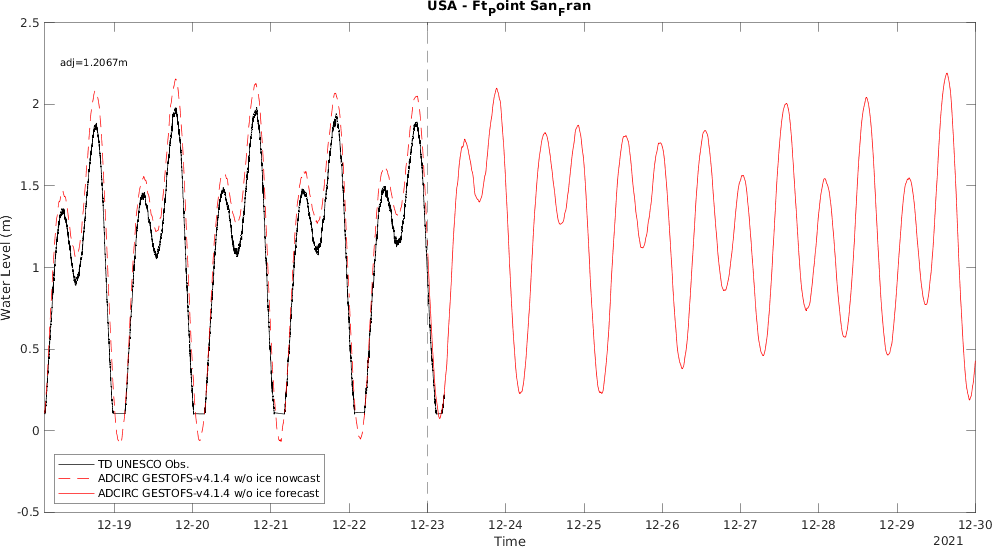 USA - Ft_Point San_Fran
adj=1.2067m
2.5
2
1.5
1
0.5
0
-0.5
Water Level (m)
TD UNESCO Obs.
ADCIRC GESTOFS-v4.1.4 w/o ice nowcast
ADCIRC GESTOFS-v4.1.4 w/o ice forecast
12-19 12-20 12-21 12-22 12-23 12-24 12-25 12-26 12-27 12-28 12-29 12-30
Time
2021